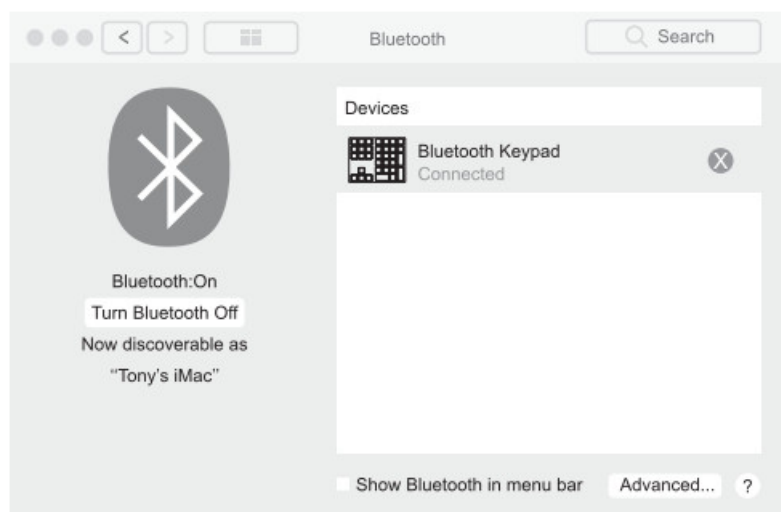 Bluetooth
Search
Bluetooth:On
Turn Bluetooth Off
Now discoverable as
“Tony’s iMac”
Devices
Bluetooth Keypad
Connected
X
Show Bluetooth in menu bar
Advanced...
?